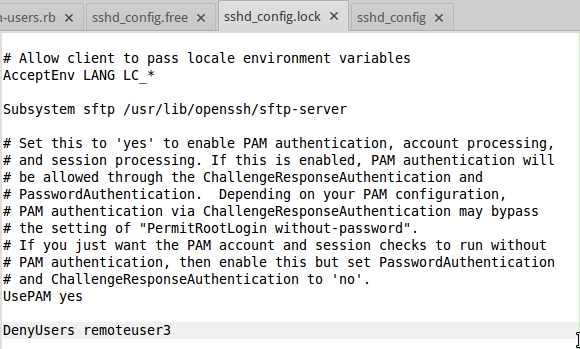 -users.rb
sshd_config.free
sshd_config.lock
sshd_config
# Allow client to pass locale environment variables
AcceptEnv LANG LC_*
Subsystem sftp /usr/lib/openssh/sftp-server
# Set this to 'yes' to enable PAM authentication, account processing,
# and session processing. If this is enabled, PAM authentication will
# be allowed through the ChallengeResponseAuthentication and
# PasswordAuthentication.  Depending on your PAM configuration,
# PAM authentication via ChallengeResponseAuthentication may bypass
# the setting of "PermitRootLogin without-password".
# If you just want the PAM account and session checks to run without
# PAM authentication, then enable this but set PasswordAuthentication
# and ChallengeResponseAuthentication to 'no'.
UsePAM yes
DenyUsers remoteuser3